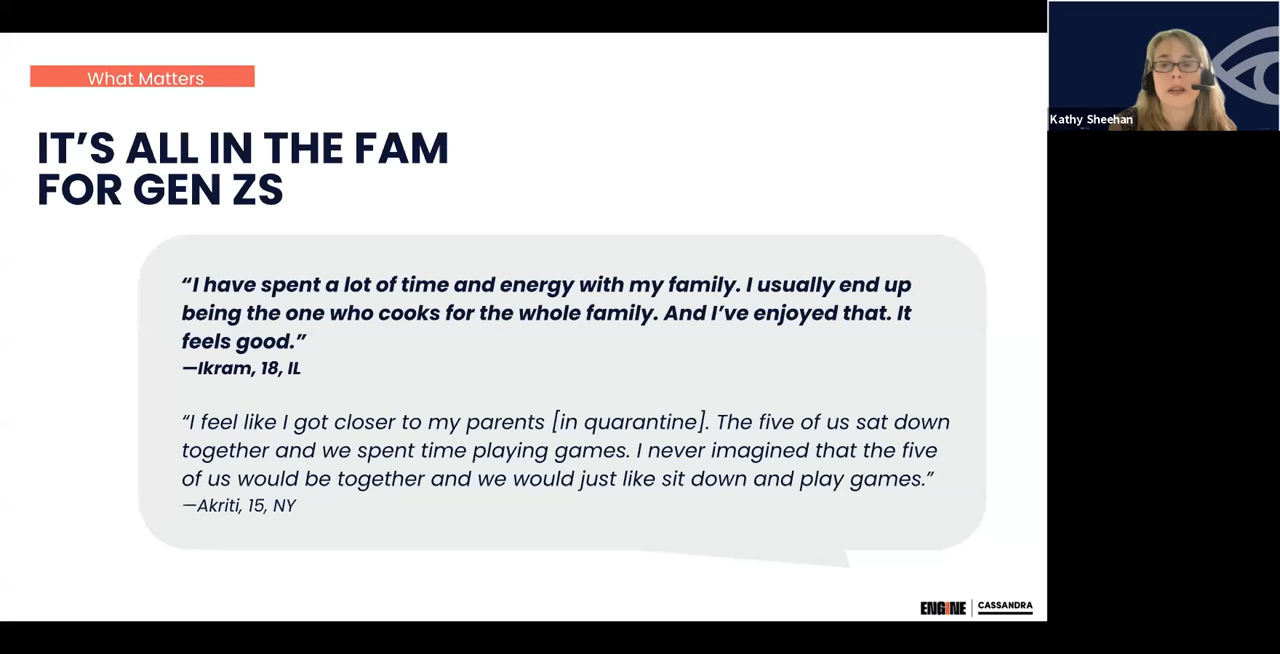 What Matters
IT’S ALL IN THE FAM
FOR GEN ZS
“I have spent a lot of time and energy with my family. I usually end up
being the one who cooks for the whole family. And I’ve enjoyed that. It
feels good.”
—Ikram, 18, IL
“I feel like I got closer to my parents [in quarantine]. The five of us sat down
together and we spent time playing games. I never imagined that the five
of us would be together and we would just like sit down and play games.”
—Akriti, 15, NY
ENGINE | CASSANDRA
Kathy Sheehan